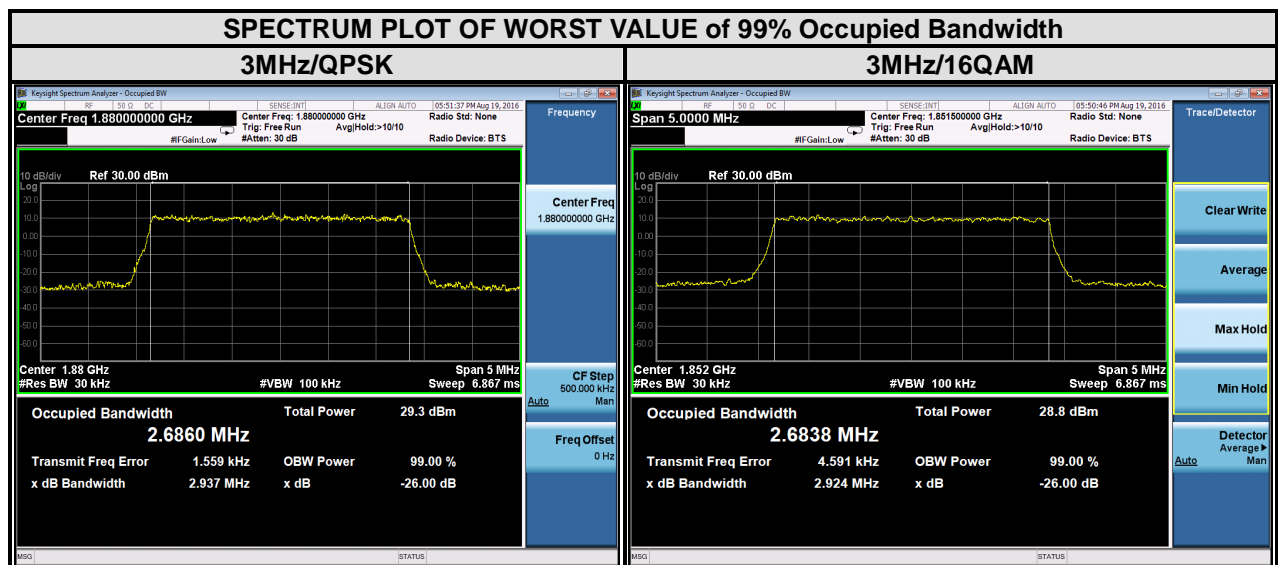 SPECTRUM PLOT OF WORST VALUE of 99% Occupied Bandwidth
3MHz/QPSK
3MHz/16QAM
Keysight Spectrum Analyzer - Occupied BW
RF 50 Ω DC SENSE:INT ALIGN AUTO 05:51:37 PM Aug 19, 2016
Center Freq 1.880000000 GHz
Center Freq: 1.880000000 GHz
Radio Std: None
Trig: Free Run Avg|Hold:>10/10
#IFGain:Low #Atten: 30 dB Radio Device: BTS
10 dB/div Ref 30.00 dBm
Log
20.0
10.0
0.00
-10.0
-20.0
-30.0
-40.0
-50.0
-60.0
Center 1.88 GHz Span 5 MHz
#Res BW 30 kHz #VBW 100 kHz Sweep 6.867 ms
Occupied Bandwidth Total Power 29.3 dBm
2.6860 MHz
Transmit Freq Error 1.559 kHz OBW Power 99.00 %
x dB Bandwidth 2.937 MHz x dB -26.00 dB
MSG STATUS
Frequency
Center Freq
1.880000000 GHz
CF Step
500.000 kHz
Auto Man
Freq Offset
0 Hz
Keysight Spectrum Analyzer - Occupied BW
RF 50 Ω DC SENSE:INT ALIGN AUTO 05:50:46 PM Aug 19, 2016
Span 5.0000 MHz
Center Freq: 1.851500000 GHz
Radio Std: None
Trig: Free Run Avg|Hold:>10/10
#IFGain:Low #Atten: 30 dB Radio Device: BTS
10 dB/div Ref 30.00 dBm
Log
20.0
10.0
0.00
-10.0
-20.0
-30.0
-40.0
-50.0
-60.0
Center 1.852 GHz Span 5 MHz
#Res BW 30 kHz #VBW 100 kHz Sweep 6.867 ms
Occupied Bandwidth Total Power 28.8 dBm
2.6838 MHz
Transmit Freq Error 4.591 kHz OBW Power 99.00 %
x dB Bandwidth 2.924 MHz x dB -26.00 dB
MSG STATUS
Trace/Detector
Clear Write
Average
Max Hold
Min Hold
Detector
Average
Auto Man